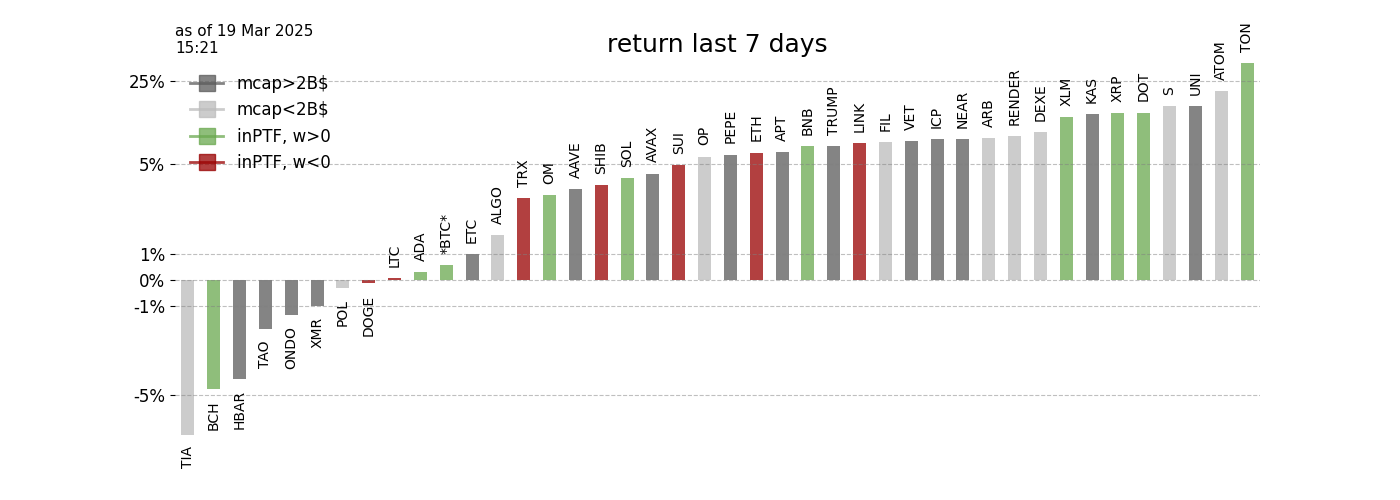 as of 19 Mar 2025
15:21
return last 7 days
mcap>2B$
mcap<2B$
inPTF, w>0
inPTF, w<0
25%
5%
1%
0%
-1%
-5%
TIA
BCH
HBAR
TAO
ONDO
XMR
POL
DOGE
LTC
ADA
*BTC*
ETC
ALGO
TRX
OM
AAVE
SHIB
SOL
AVAX
SUI
OP
PEPE
ETH
APT
BNB
TRUMP
LINK
FIL
VET
ICP
NEAR
ARB
RENDER
DEXE
XLM
KAS
XRP
DOT
S
UNI
ATOM
TON